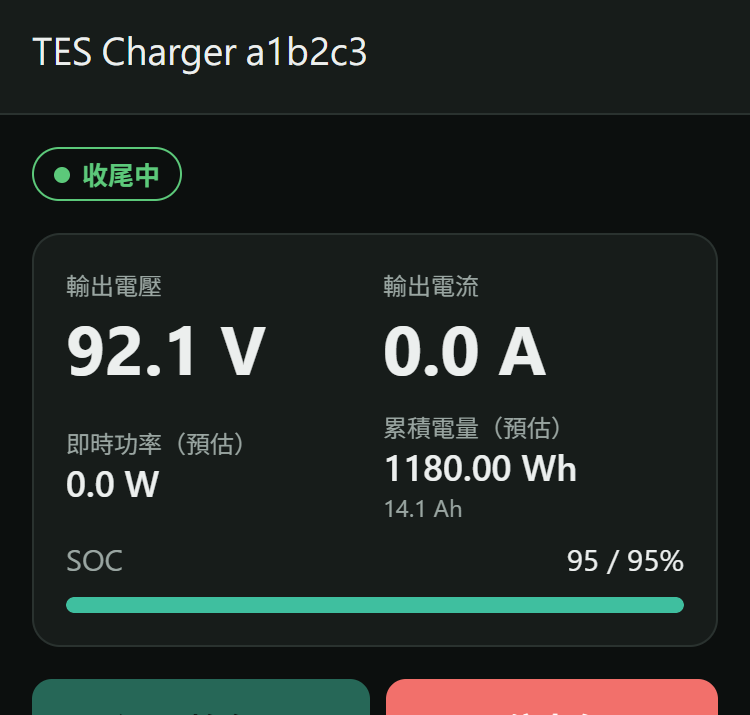 TES Charger a1b2c3
收尾中
輸出電壓
輸出電流
92.1 V
0.0 A
即時功率（預估）
累積電量（預估）
0.0 W
1180.00 Wh
14.1 Ah
SOC
95 / 95%